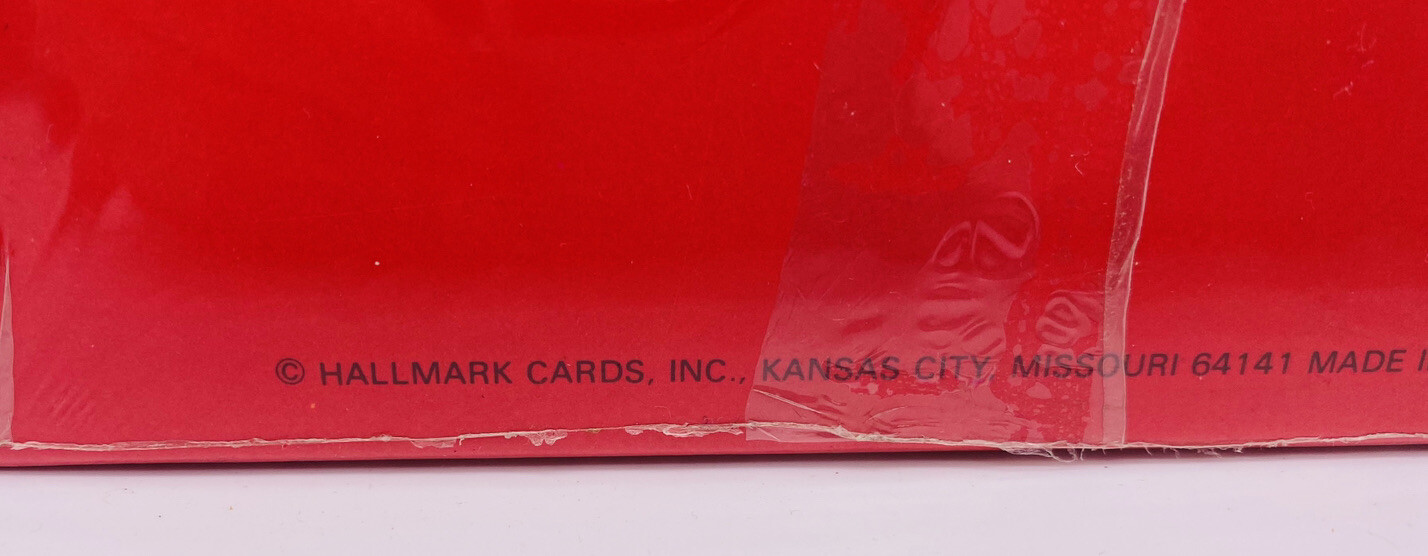 © HALLMARK CARDS, INC., KANSAS CITY, MISSOURI 64141 MADE